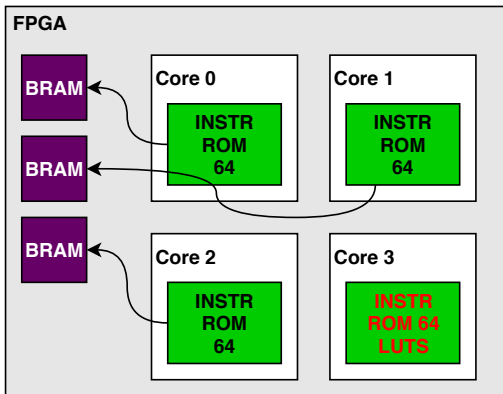 FPGA
BRAM
BRAM
BRAM
Core 0
INSTR
ROM
64
Core 1
INSTR
ROM
64
Core 2
INSTR
ROM
64
Core 3
INSTR
ROM 64
LUTS